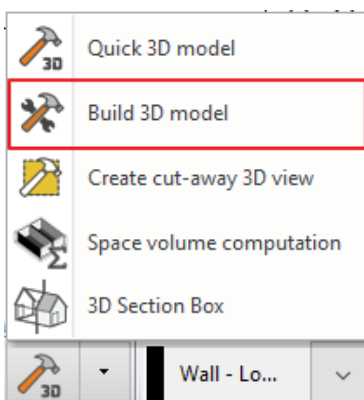 3D
Quick 3D model
Build 3D model
Create cut-away 3D view
Σ
Space volume computation
3D Section Box
3D
Wall - Lo...